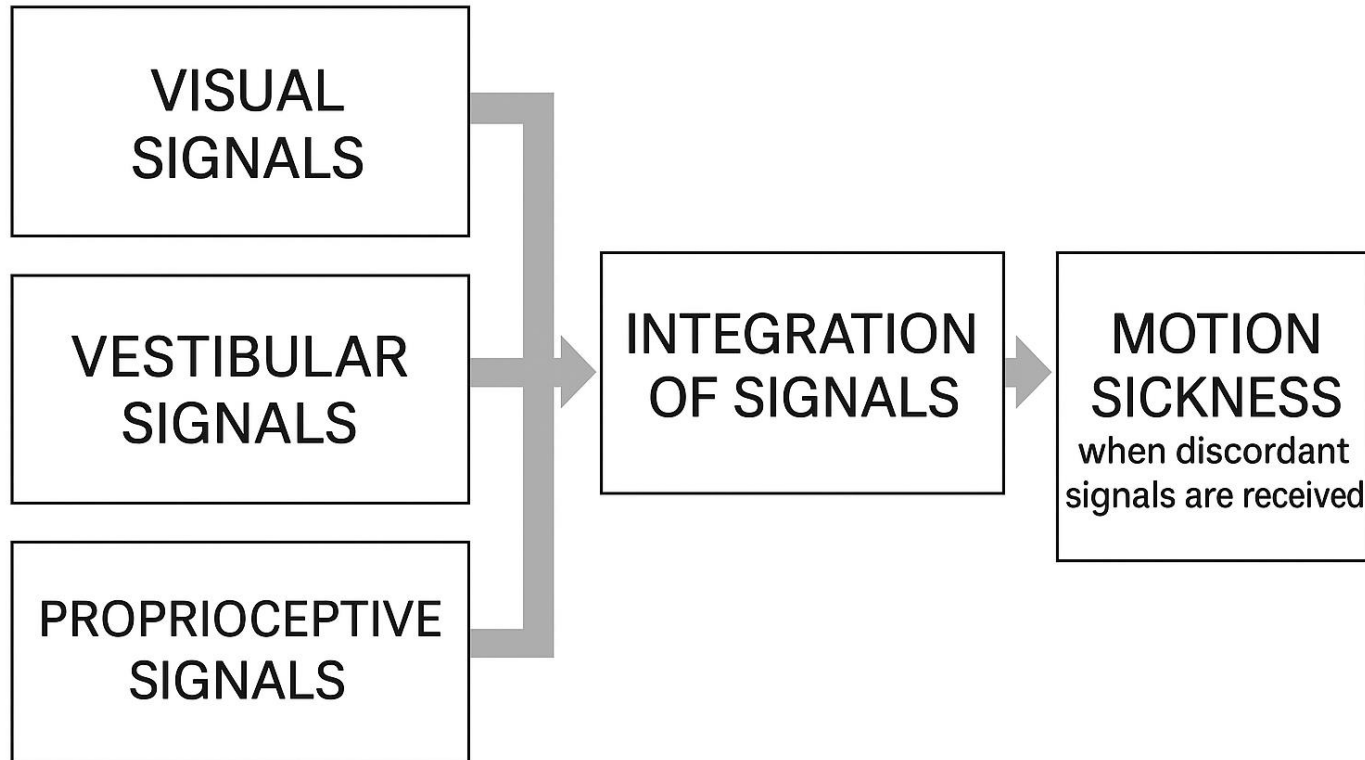 VISUAL
SIGNALS
VESTIBULAR
SIGNALS
PROPRIOCEPTIVE
SIGNALS
INTEGRATION
OF SIGNALS
MOTION
SICKNESS
when discordant
signals are received